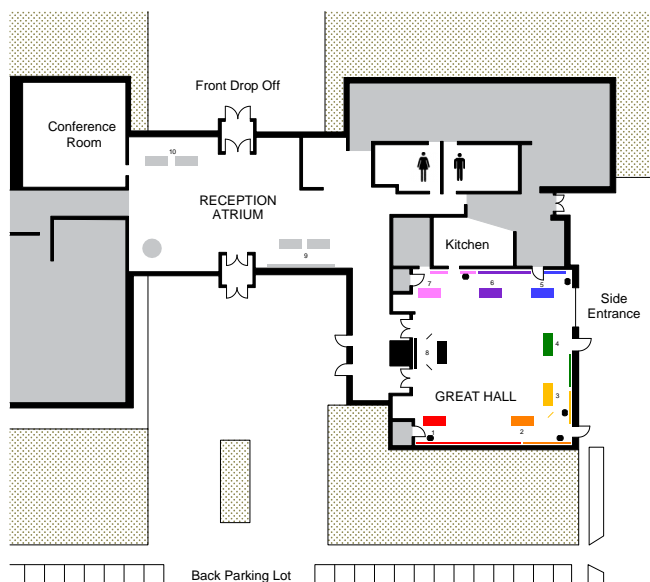 Front Drop Off
Conference
Room
10
RECEPTION
ATRIUM
9
Kitchen
7
6
5
Side
Entrance
8
4
GREAT HALL
3
1
2
Back Parking Lot